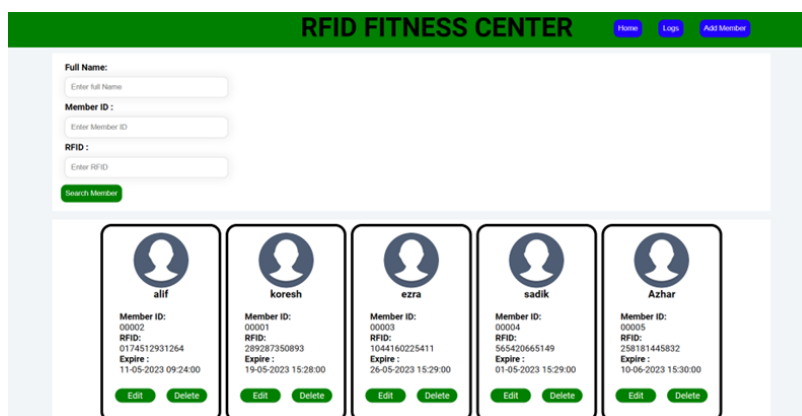 RFID FITNESS CENTER
Home Logs Add Member
Full Name:
Enter full Name
Member ID :
Enter Member ID
RFID :
Enter RFID
Search Member
alif
Member ID:
00002
RFID:
0174512931264
Expire :
11-05-2023 09:24:00
Edit Delete
koresh
Member ID:
00001
RFID:
289287350893
Expire :
19-05-2023 15:28:00
Edit Delete
ezra
Member ID:
00003
RFID:
1044160225411
Expire :
26-05-2023 15:29:00
Edit Delete
sadik
Member ID:
00004
RFID:
565420665149
Expire :
01-05-2023 15:29:00
Edit Delete
Azhar
Member ID:
00005
RFID:
258181445832
Expire :
10-06-2023 15:30:00
Edit Delete